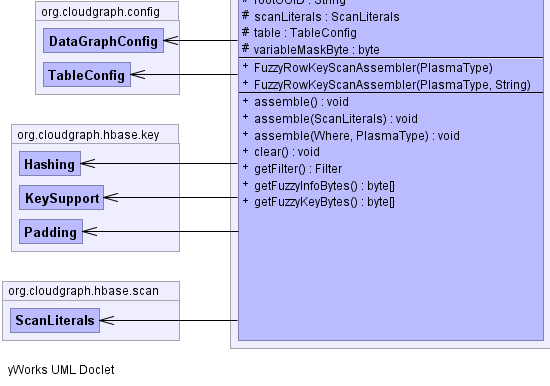 org.cloudgraph.config
DataGraphConfig
TableConfig
org.cloudgraph.hbase.key
Hashing
KeySupport
Padding
org.cloudgraph.hbase.scan
ScanLiterals
# rootUUID : String
# scanLiterals : ScanLiterals
# table : TableConfig
# variableMaskByte : byte
+ FuzzyRowKeyScanAssembler(PlasmaType)
+ FuzzyRowKeyScanAssembler(PlasmaType, String)
+ assemble() : void
+ assemble(ScanLiterals) : void
+ assemble(Where, PlasmaType) : void
+ clear() : void
+ getFilter() : Filter
+ getFuzzyInfoBytes() : byte[]
+ getFuzzyKeyBytes() : byte[]
yWorks UML Doclet